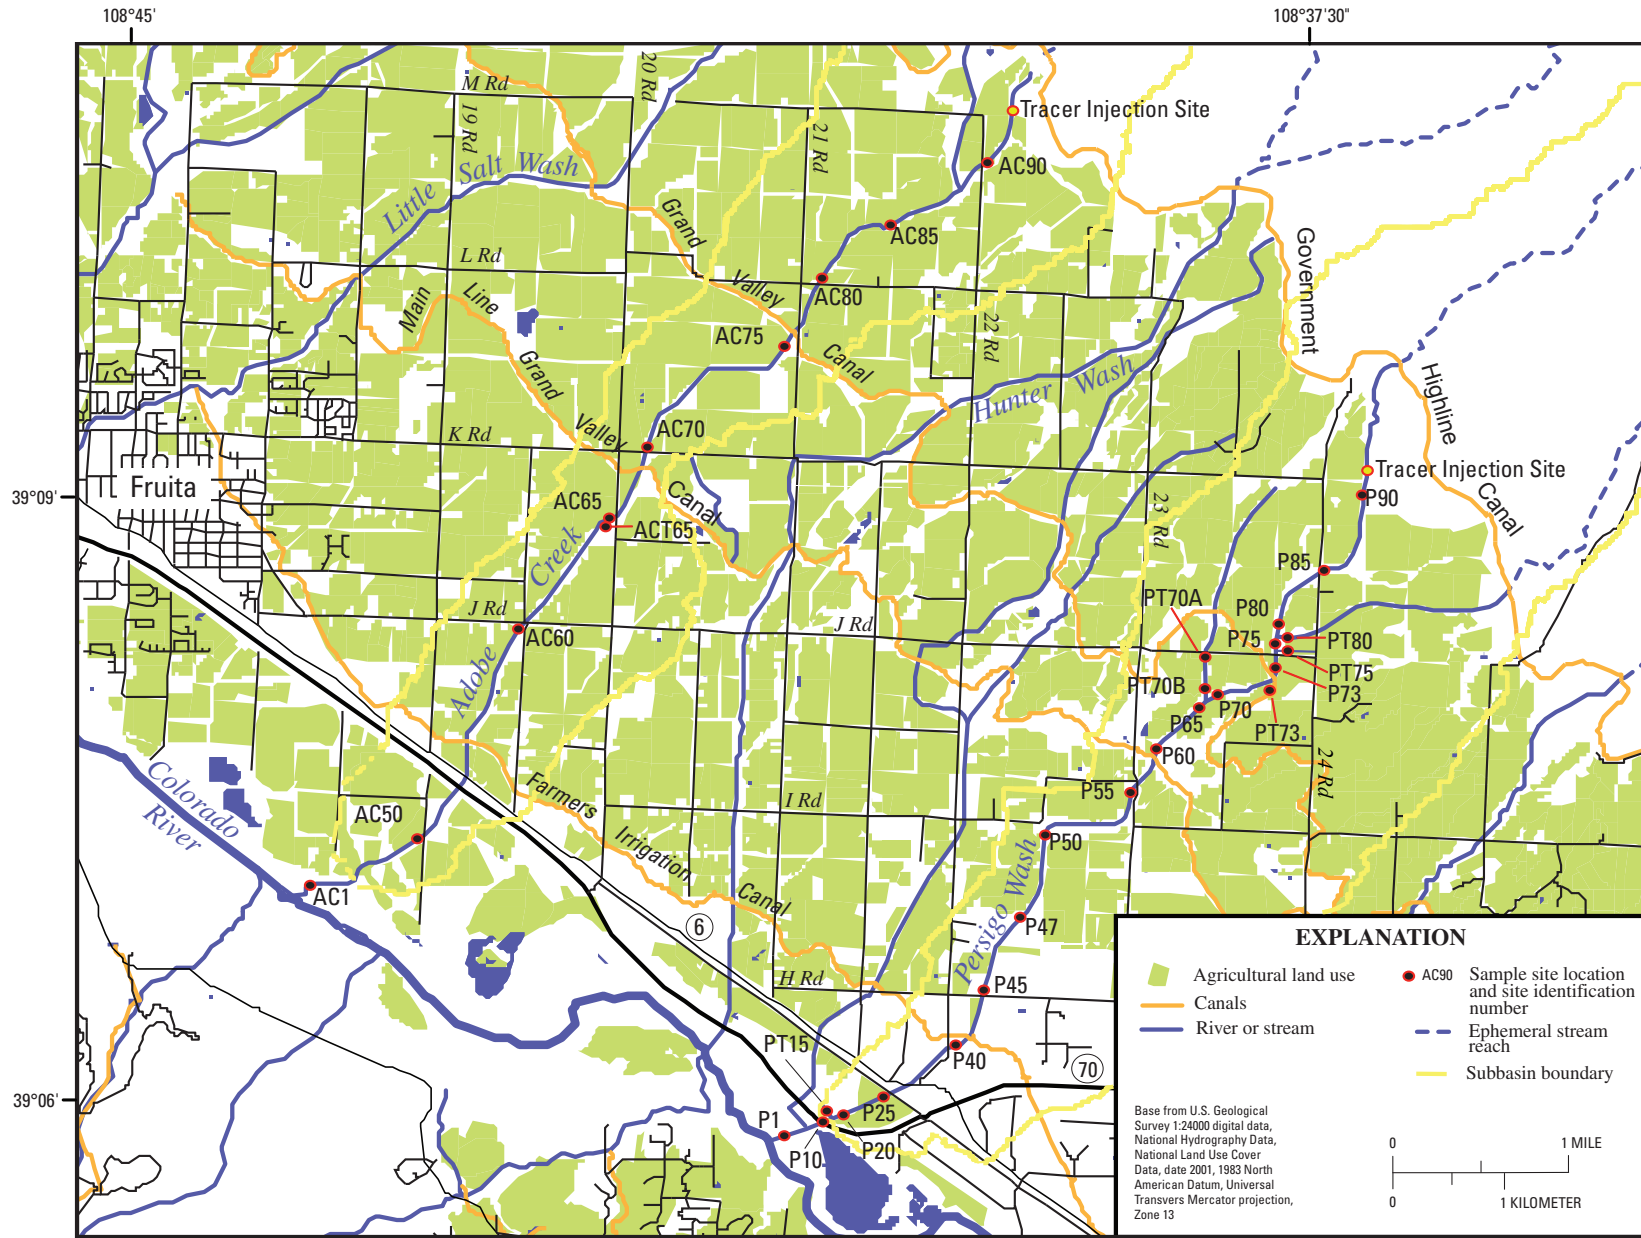 108°45'
108°37'30"
39°09'
39°06'
M Rd
19 Rd
20 Rd
21 Rd
Tracer Injection Site
AC90
Little Salt Wash
Grand
AC85
L Rd
Valley
AC80
Main Line
Government
22 Rd
AC75
Canal
Grand
Hunter Wash
Highline
Valley
K Rd
AC70
Tracer Injection Site
Fruita
P90
Canal
AC65
Canal
ACT65
23 Rd
Creek
P85
PT70A
P80
J Rd
J Rd
AC60
P75
PT80
PT75
Adobe
PT70B
P73
P70
P65
PT73
P60
24 Rd
Colorado
River
Farmers
P55
I Rd
AC50
Irrigation
P50
AC1
Canal
6
P47
Persigo Wash
H Rd
P45
PT15
P40
70
P25
P1
P20
P10
EXPLANATION
Agricultural land use
Canals
River or stream
AC90
Sample site location
and site identification
number
Ephemeral stream
reach
Subbasin boundary
Base from U.S. Geological
Survey 1:24000 digital data,
National Hydrography Data,
National Land Use Cover
Data, date 2001, 1983 North
American Datum, Universal
Transvers Mercator projection,
Zone 13
0 1 MILE
0 1 KILOMETER